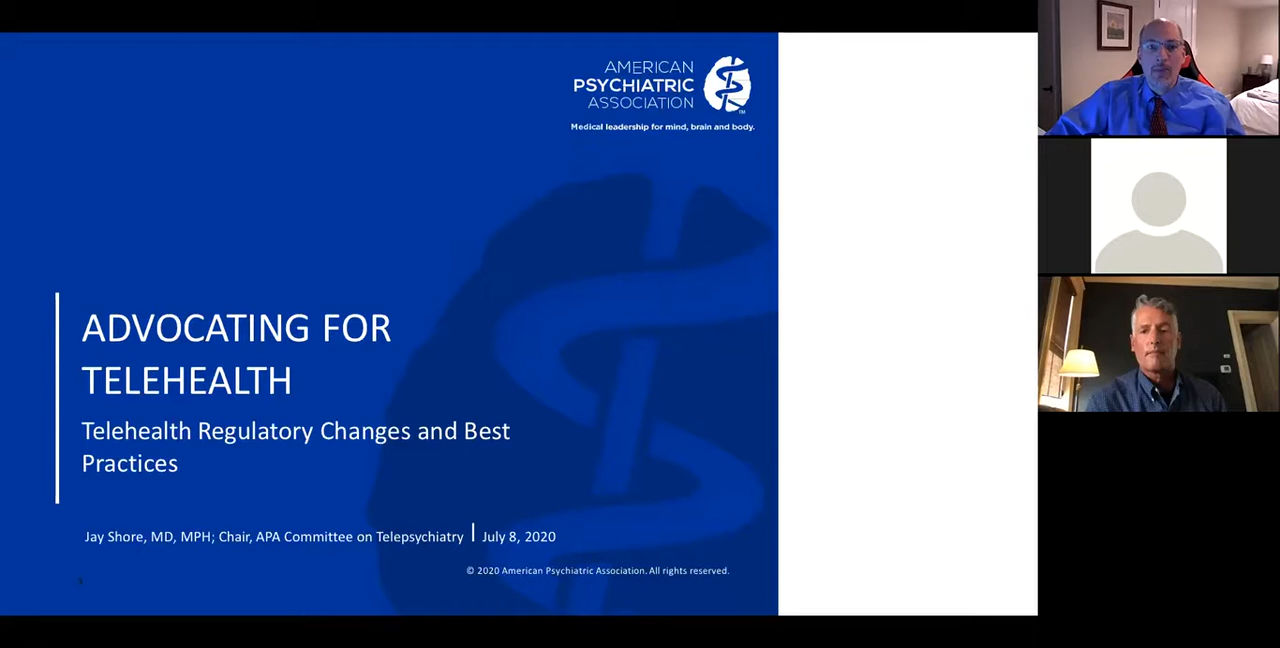 AMERICAN
PSYCHIATRIC
ASSOCIATION
TM
Medical leadership for mind, brain and body.
ADVOCATING FOR
TELEHEALTH
Telehealth Regulatory Changes and Best
Practices
Jay Shore, MD, MPH; Chair, APA Committee on Telepsychiatry | July 8, 2020
© 2020 American Psychiatric Association. All rights reserved.